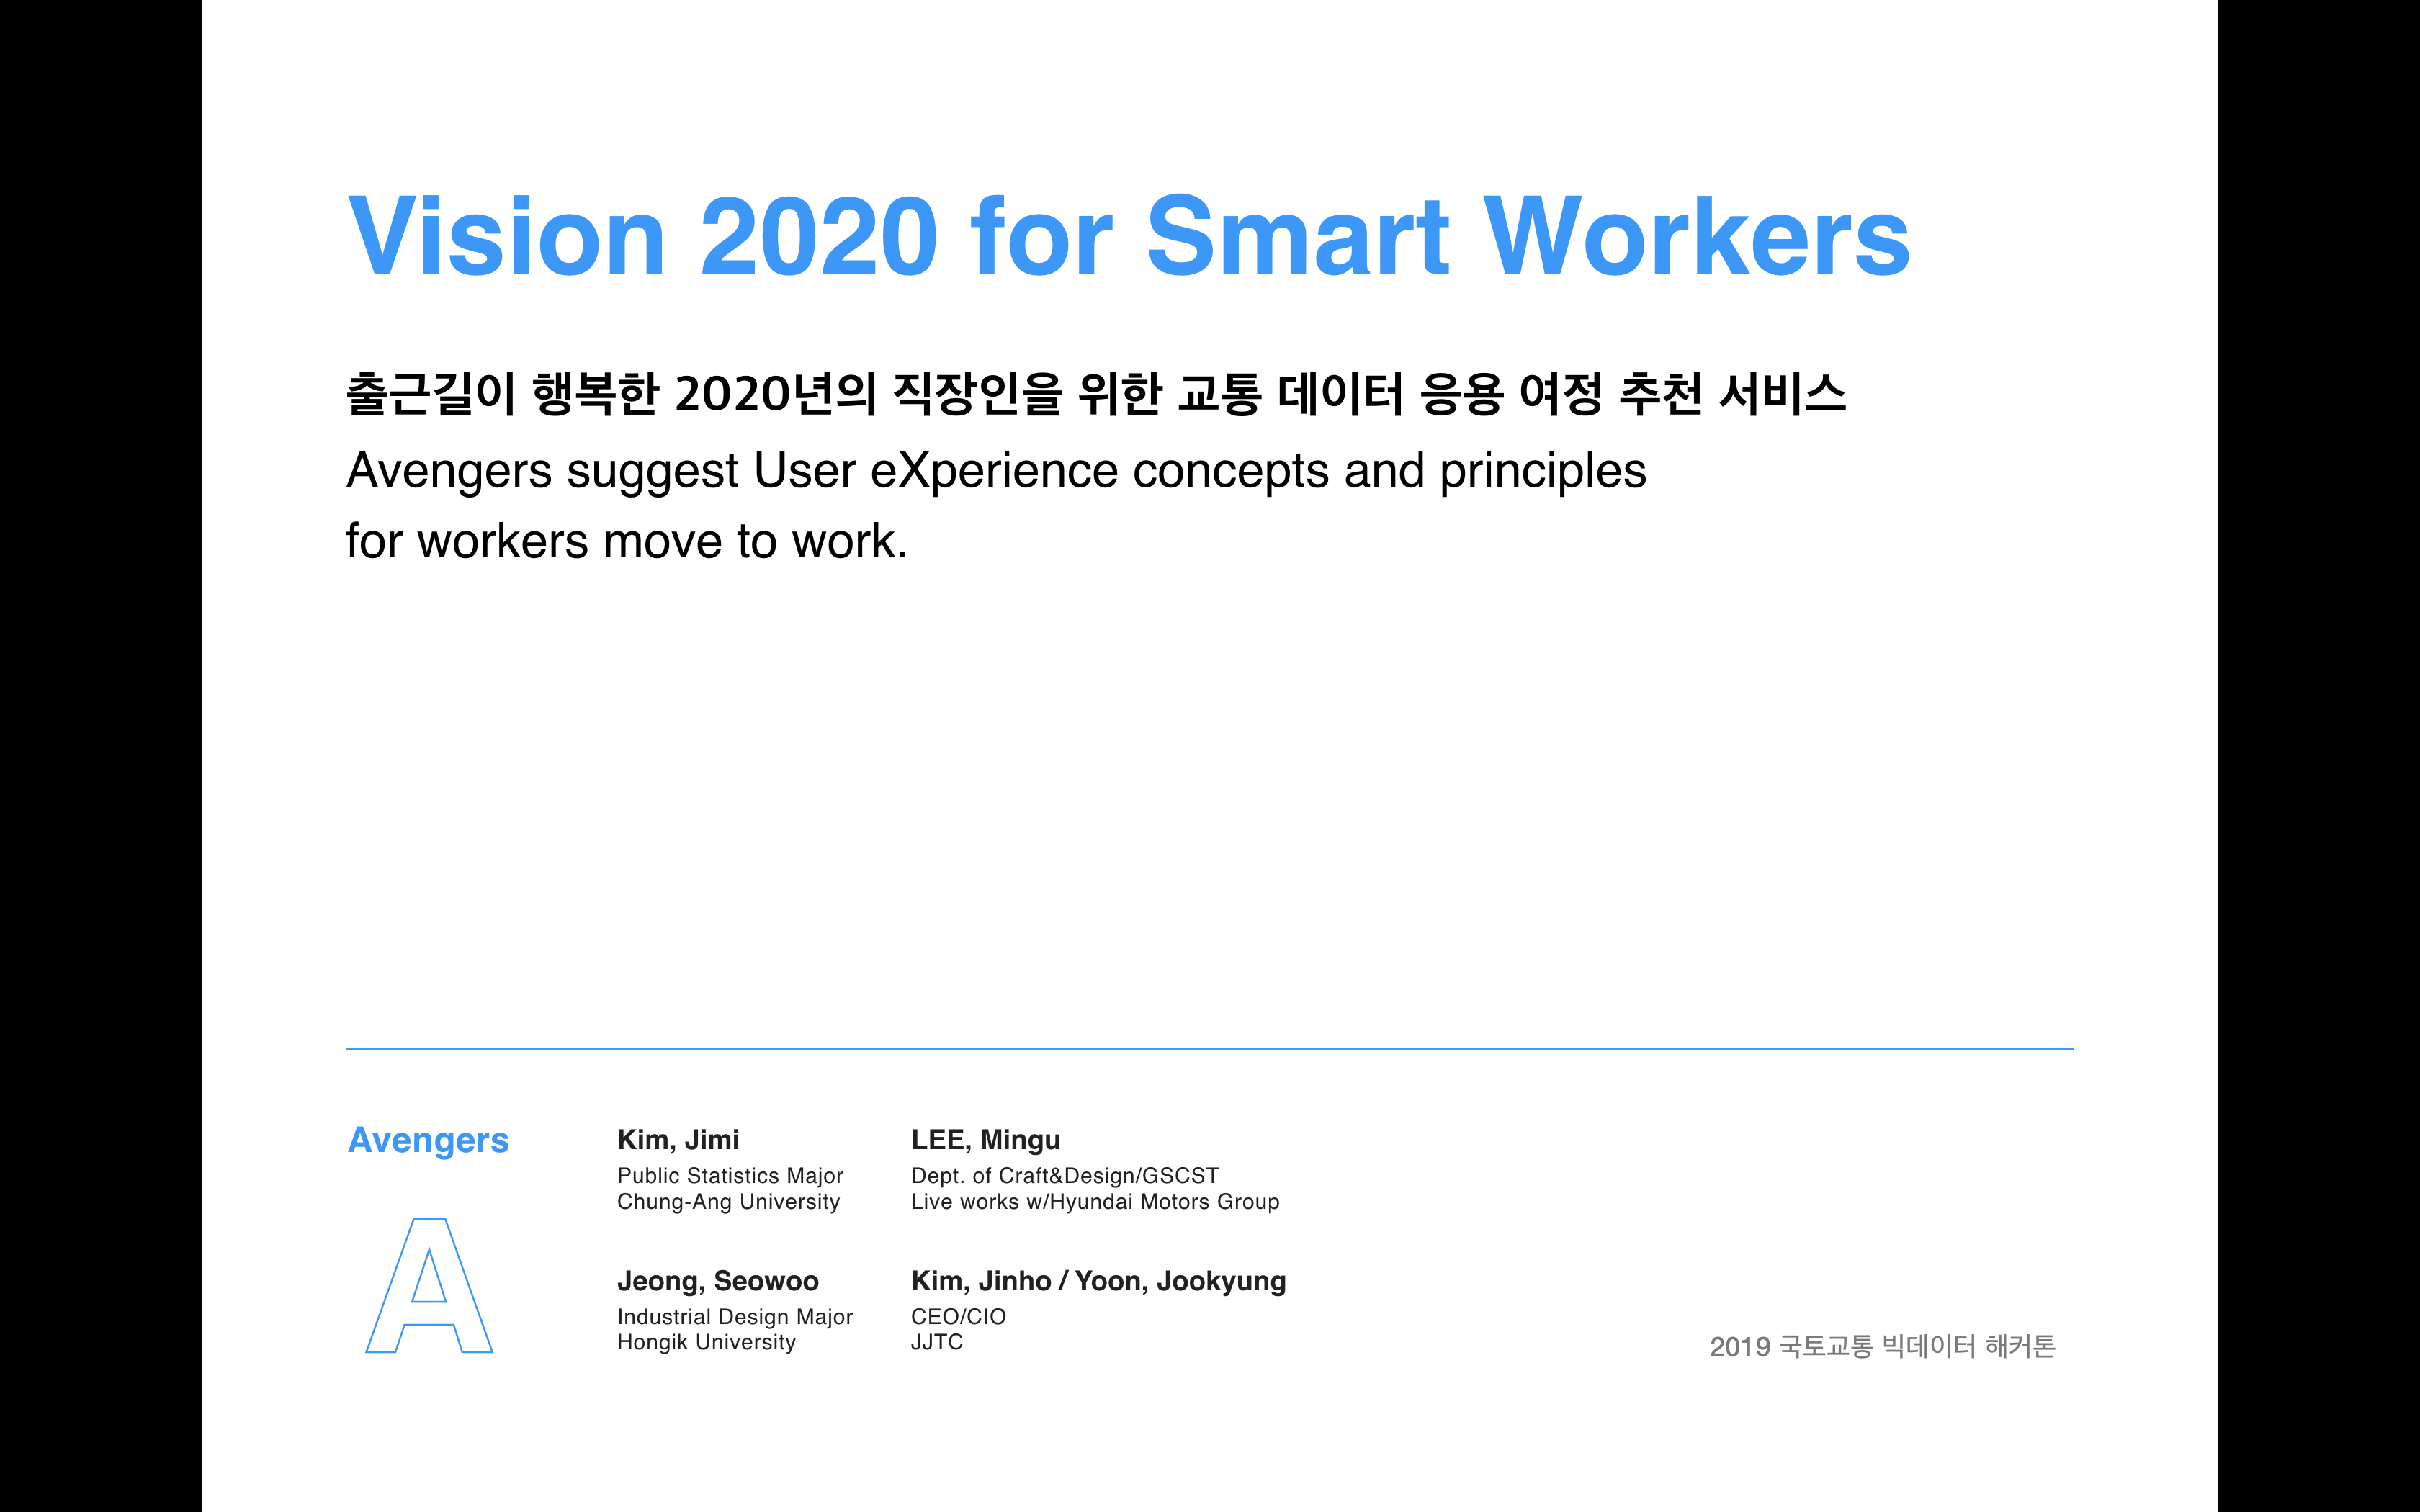 Vision 2020 for Smart Workers
출근길이 행복한 2020년의 직장인을 위한 교통 데이터 응용 여정 추천 서비스
Avengers suggest User eXperience concepts and principles
for workers move to work.
Avengers
A
Kim, Jimi
Public Statistics Major
Chung-Ang University
LEE, Mingu
Dept. of Craft&Design/GSCST
Live works w/Hyundai Motors Group
Jeong, Seowoo
Industrial Design Major
Hongik University
Kim, Jinho / Yoon, Jookyung
CEO/CIO
JJTC
2019 국토교통 빅데이터 해커톤